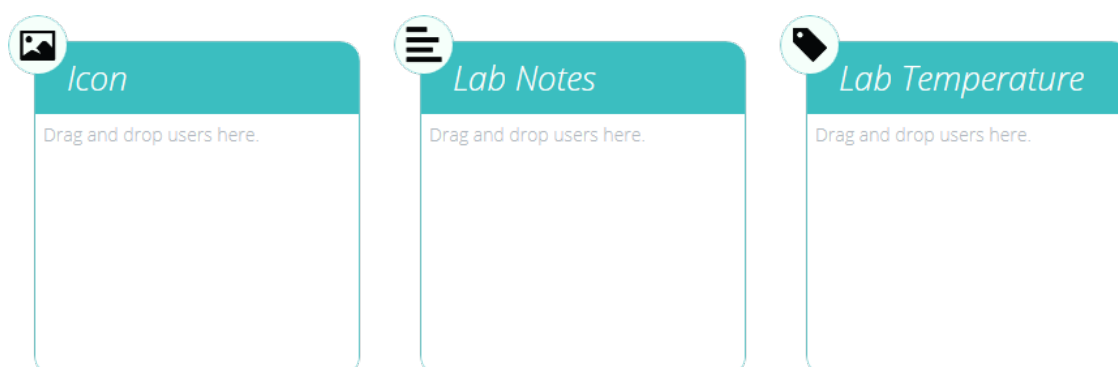 Icon
Lab Notes
Lab Temperature
Drag and drop users here.
Drag and drop users here.
Drag and drop users here.